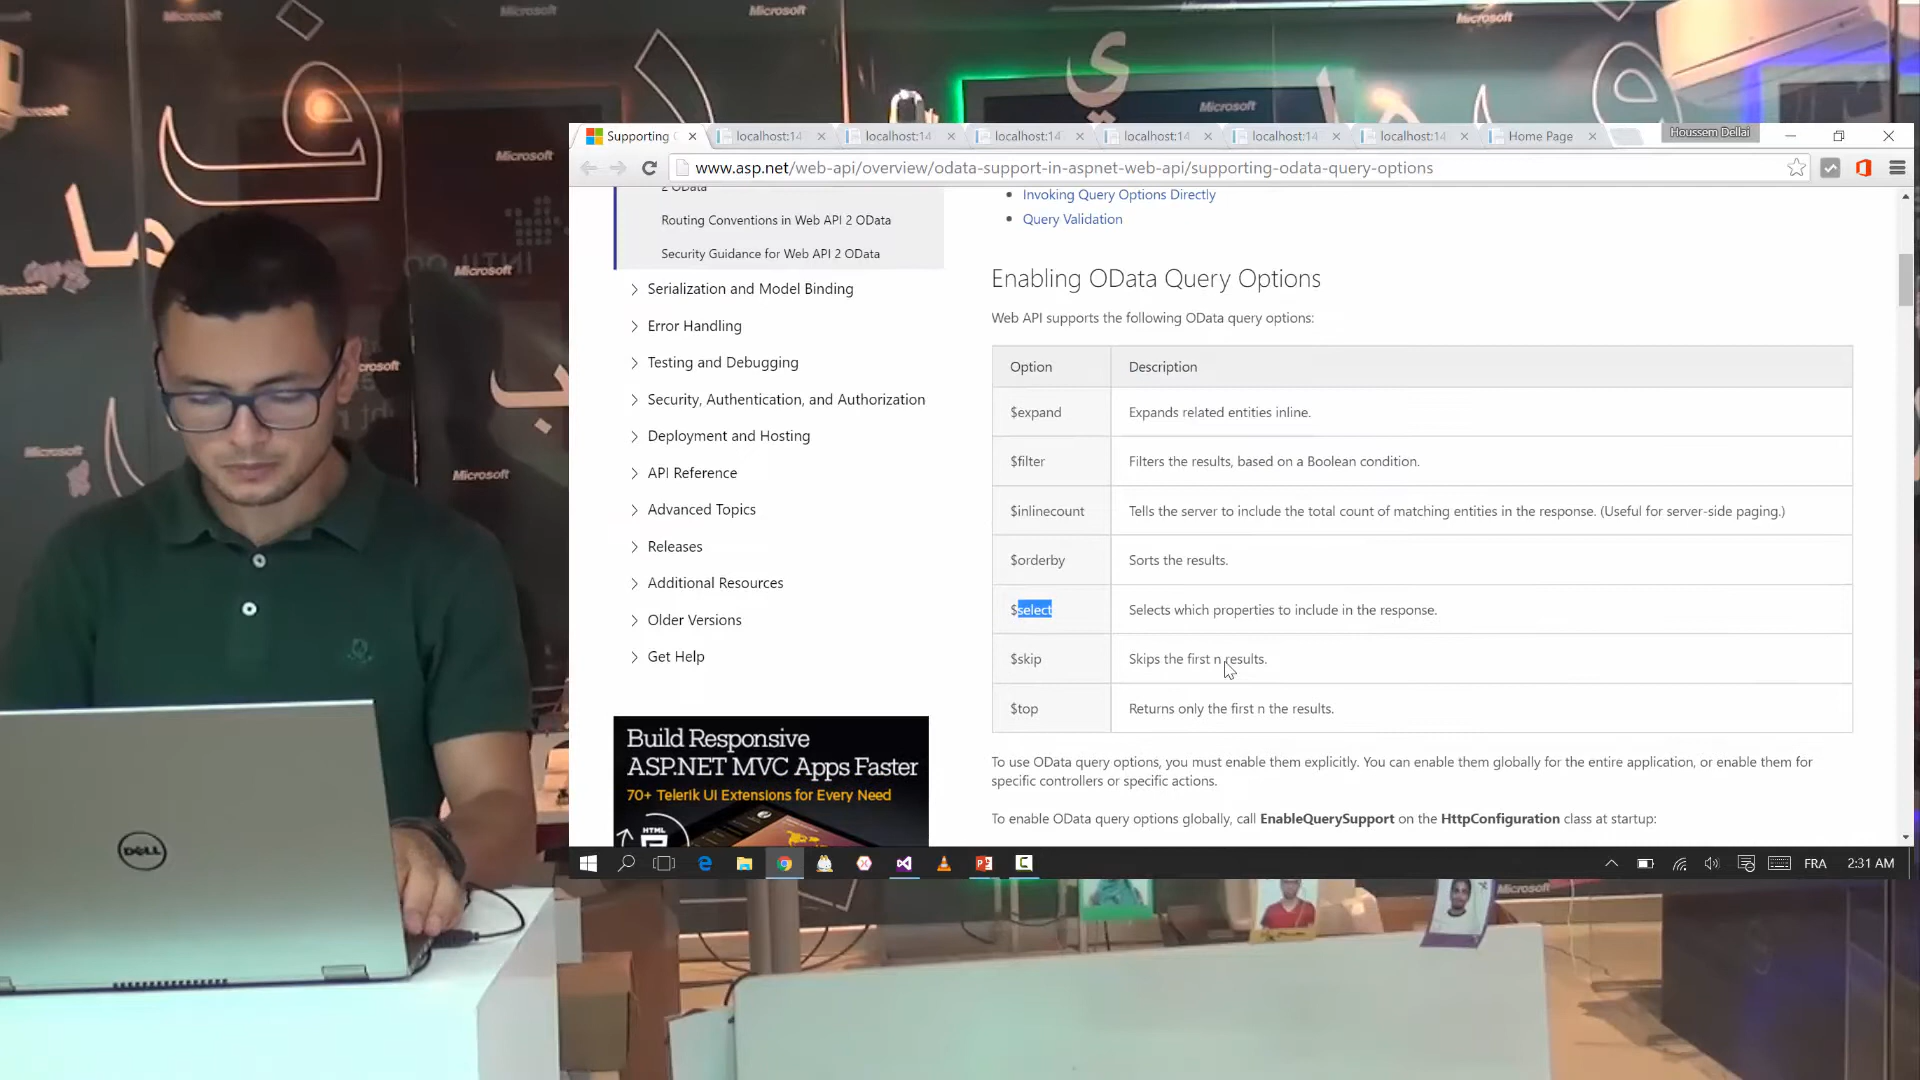 Microsoft
Microsoft
Microsoft
Microsoft
Microsoft
Microsoft
Microsoft
Microsoft
Microsoft
DELL
Supporting
localhost:14
localhost:14
localhost:14
localhost:14
localhost:14
localhost:14
Home Page
Houssem Dellai
www.asp.net/web-api/overview/odata-support-in-aspnet-web-api/supporting-odata-query-options
2 OData
Routing Conventions in Web API 2 OData
Security Guidance for Web API 2 OData
Serialization and Model Binding
Error Handling
Testing and Debugging
Security, Authentication, and Authorization
Deployment and Hosting
API Reference
Advanced Topics
Releases
Additional Resources
Older Versions
Get Help
Build Responsive
ASP.NET MVC Apps Faster
70+ Telerik UI Extensions for Every Need
HTML
Invoking Query Options Directly
Query Validation
Enabling OData Query Options
Web API supports the following OData query options:
Option Description
$expand Expands related entities inline.
$filter Filters the results, based on a Boolean condition.
$inlinecount Tells the server to include the total count of matching entities in the response. (Useful for server-side paging.)
$orderby Sorts the results.
$select Selects which properties to include in the response.
$skip Skips the first n results.
$top Returns only the first n the results.
To use OData query options, you must enable them explicitly. You can enable them globally for the entire application, or enable them for
specific controllers or specific actions.
To enable OData query options globally, call EnableQuerySupport on the HttpConfiguration class at startup:
FRA 2:31 AM
Microsoft